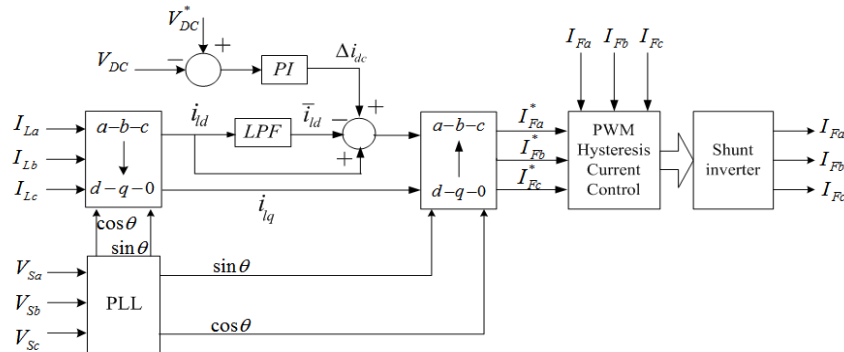 V*DC
+
VDC
−
PI
Δidc
IFa IFb IFc
ILa
ILb
ILc
a−b−c
d−q−0
ild
LPF
i̅ld
−
+
+
ilq
a−b−c
d−q−0
I*Fa
I*Fb
I*Fc
PWM
Hysteresis
Current
Control
Shunt
inverter
IFa
IFb
IFc
cosθ
sinθ
VSa
VSb
VSc
PLL
sinθ
cosθ